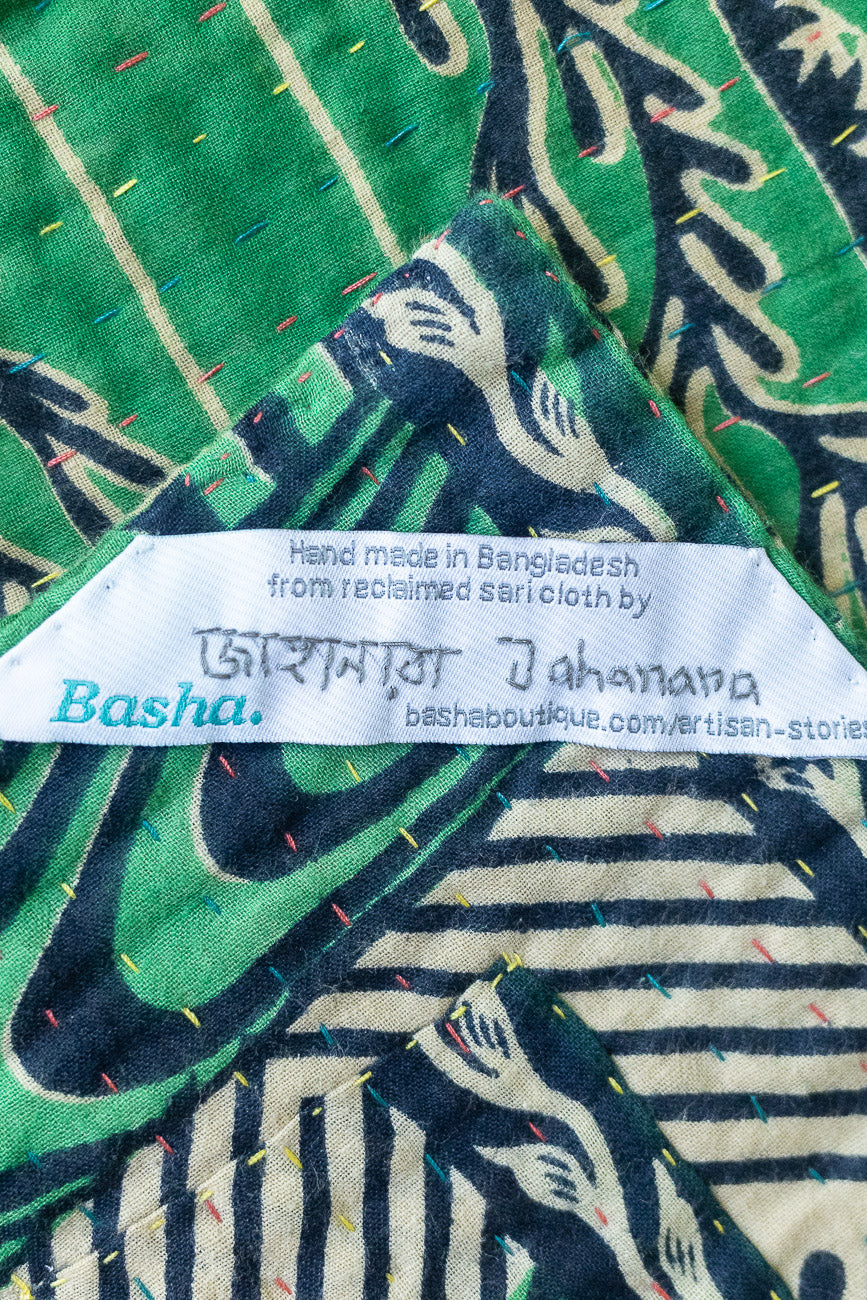 Hand made in Bangladesh
from reclaimed sari cloth by
জাহানারা Jahanara
Basha.
bashaboutique.com/artisan-stories